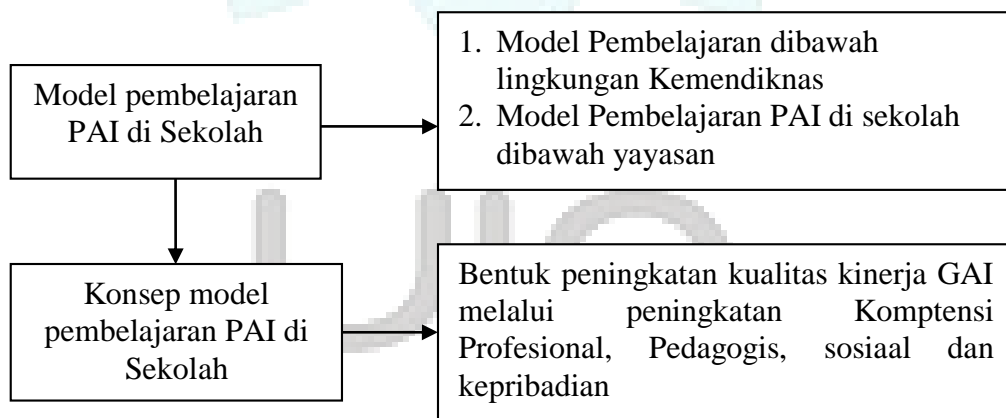 Model pembelajaran
PAI di Sekolah
1. Model Pembelajaran dibawah
lingkungan Kemendiknas
2. Model Pembelajaran PAI di sekolah
dibawah yayasan
Konsep model
pembelajaran PAI di
Sekolah
Bentuk peningkatan kualitas kinerja GAI
melalui peningkatan Komptensi
Profesional, Pedagogis, sosiaal dan
kepribadian